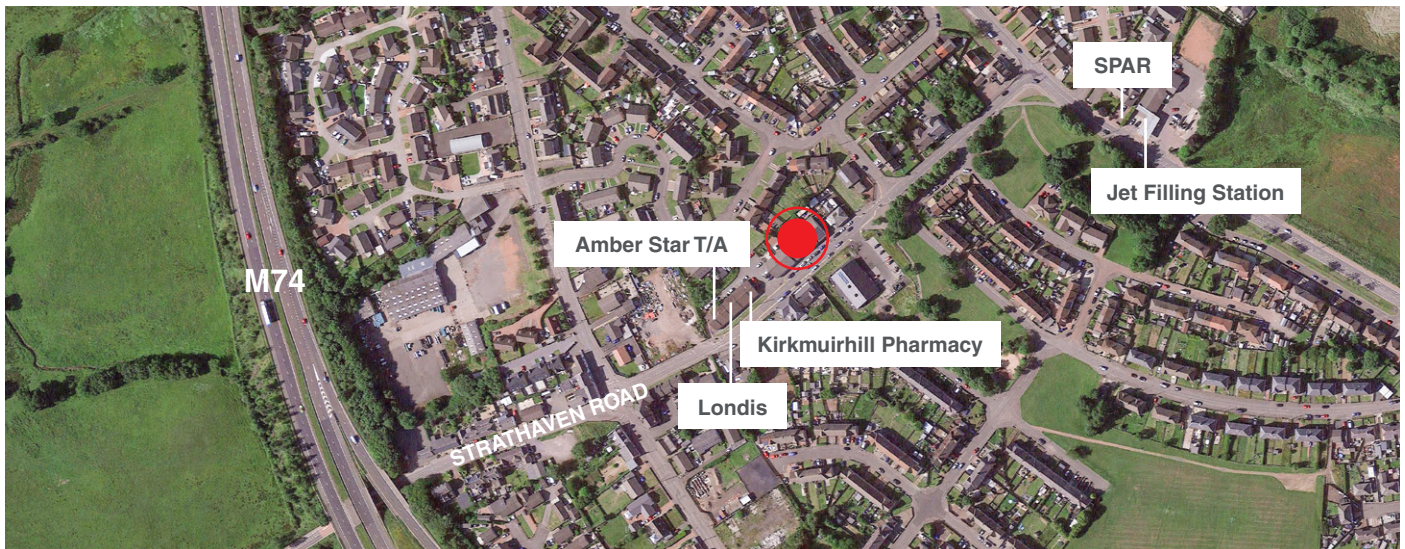 SPAR
Jet Filling Station
Amber Star T/A
M74
Kirkmuirhill Pharmacy
Londis
STRATHAVEN ROAD